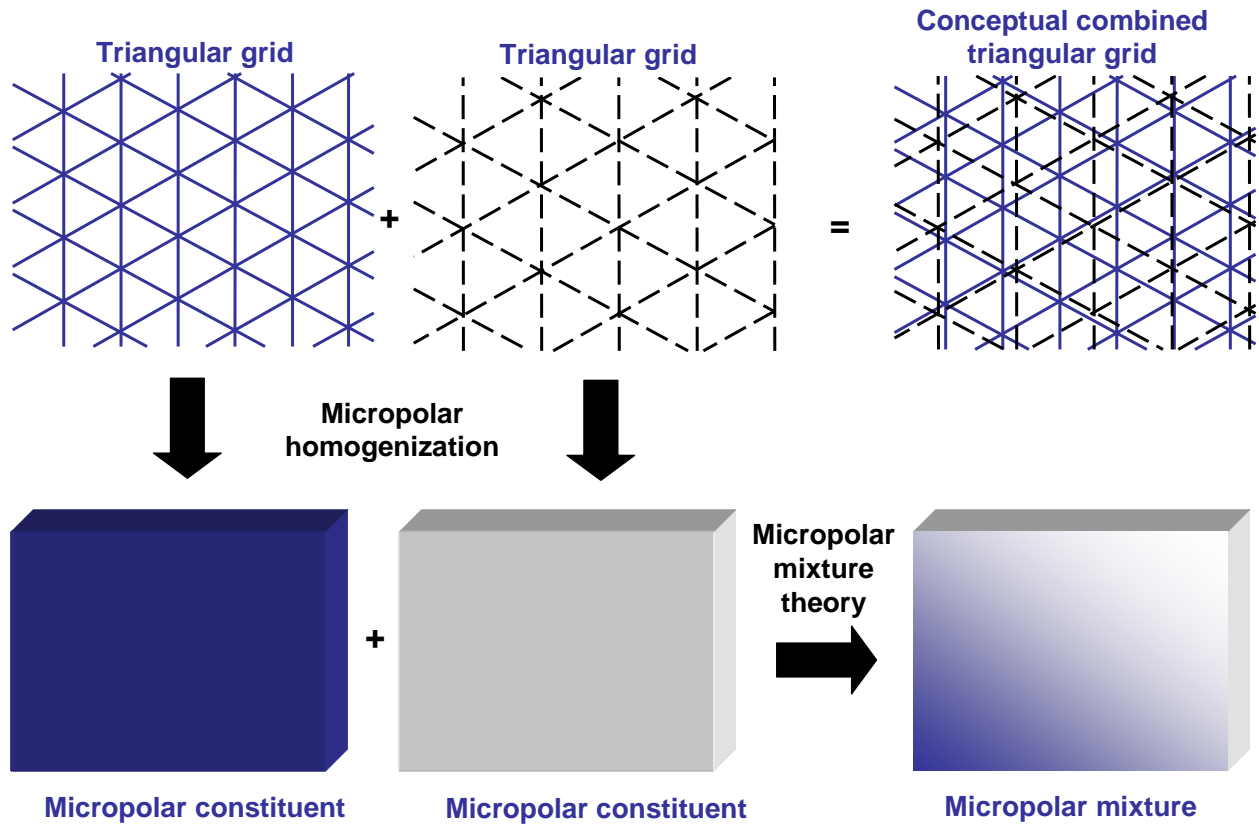 Triangular grid
Triangular grid
Conceptual combined
triangular grid
+
=
Micropolar
homogenization
Micropolar
mixture
theory
+
Micropolar constituent
Micropolar constituent
Micropolar mixture